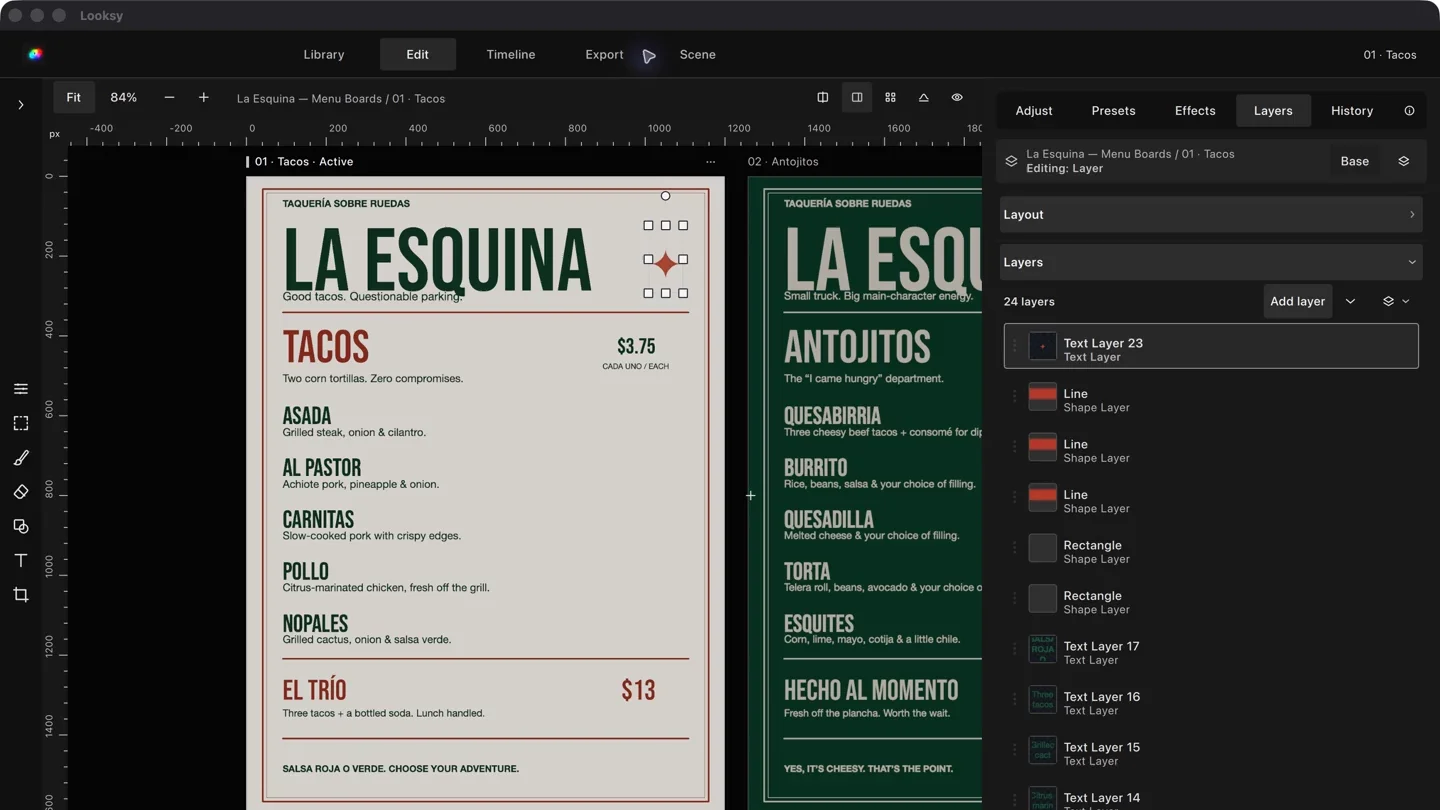 Looksy
Library
Edit
Timeline
Export
Scene
01 · Tacos
Fit
84%
La Esquina — Menu Boards / 01 · Tacos
Adjust
Presets
Effects
Layers
History
px
-400
-200
0
200
400
600
800
1000
1200
1400
1600
La Esquina — Menu Boards / 01 · Tacos
Editing: Layer
Base
0
200
400
600
800
1000
1200
1400
01 · Tacos · Active
TAQUERÍA SOBRE RUEDAS
LA ESQUINA
Good tacos. Questionable parking.
TACOS
$3.75
CADA UNO / EACH
Two corn tortillas. Zero compromises.
ASADA
Grilled steak, onion & cilantro.
AL PASTOR
Achiote pork, pineapple & onion.
CARNITAS
Slow-cooked pork with crispy edges.
POLLO
Citrus-marinated chicken, fresh off the grill.
NOPALES
Grilled cactus, onion & salsa verde.
EL TRÍO
$13
Three tacos + a bottled soda. Lunch handled.
SALSA ROJA O VERDE. CHOOSE YOUR ADVENTURE.
02 · Antojitos
TAQUERÍA SOBRE RUEDAS
LA ESQU
Small truck. Big main-character energy.
ANTOJITOS
The “I came hungry” department.
QUESABIRRIA
Three cheesy beef tacos + consomé for dip
BURRITO
Rice, beans, salsa & your choice of filling.
QUESADILLA
Melted cheese & your choice of filling.
TORTA
Telera roll, beans, avocado & your choice o
ESQUITES
Corn, lime, mayo, cotija & a little chile.
HECHO AL MOMENTO
Fresh off the plancha. Worth the wait.
YES, IT’S CHEESY. THAT’S THE POINT.
Layout
Layers
24 layers
Add layer
Text Layer 23
Text Layer
Line
Shape Layer
Line
Shape Layer
Line
Shape Layer
Rectangle
Shape Layer
Rectangle
Shape Layer
ROJA
Text Layer 17
Text Layer
Three
tacos
Text Layer 16
Text Layer
Text Layer 15
Text Layer
Text Layer 14
Text Layer